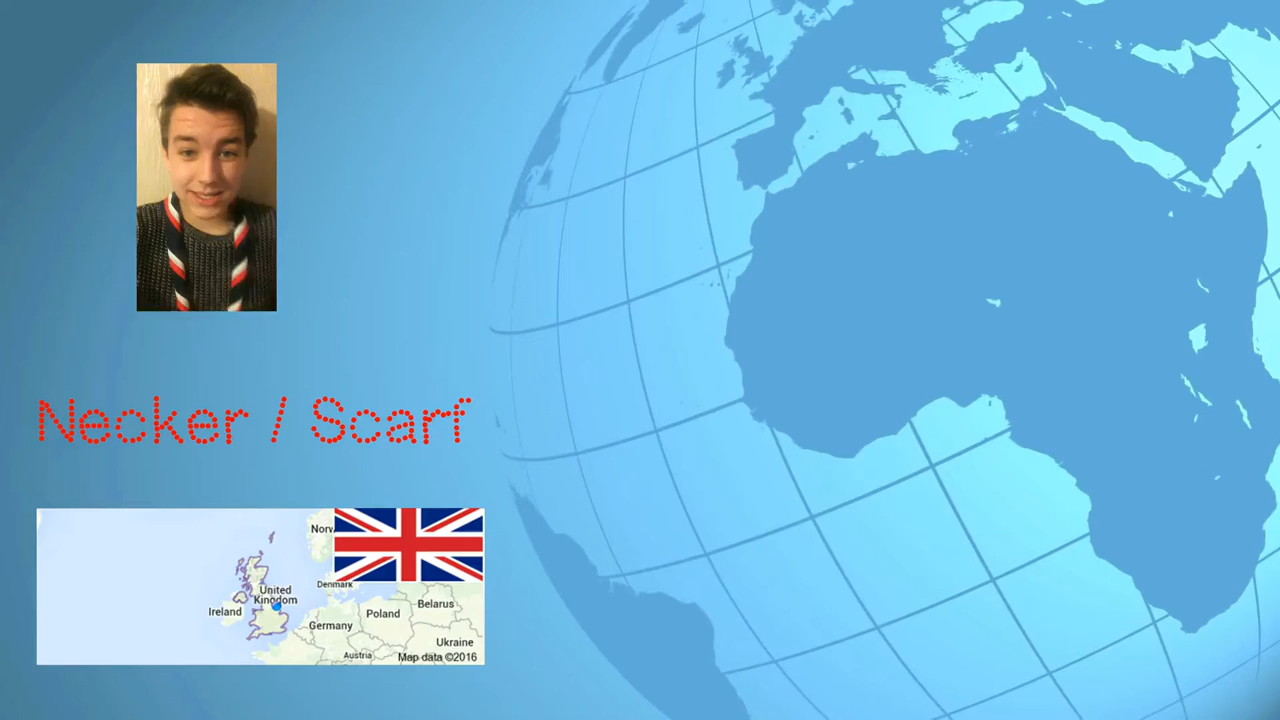 Necker / Scarf
Norw
Denmark
United
Kingdom
Ireland
Belarus
Poland
Germany
Ukraine
Austria
Map data ©2016